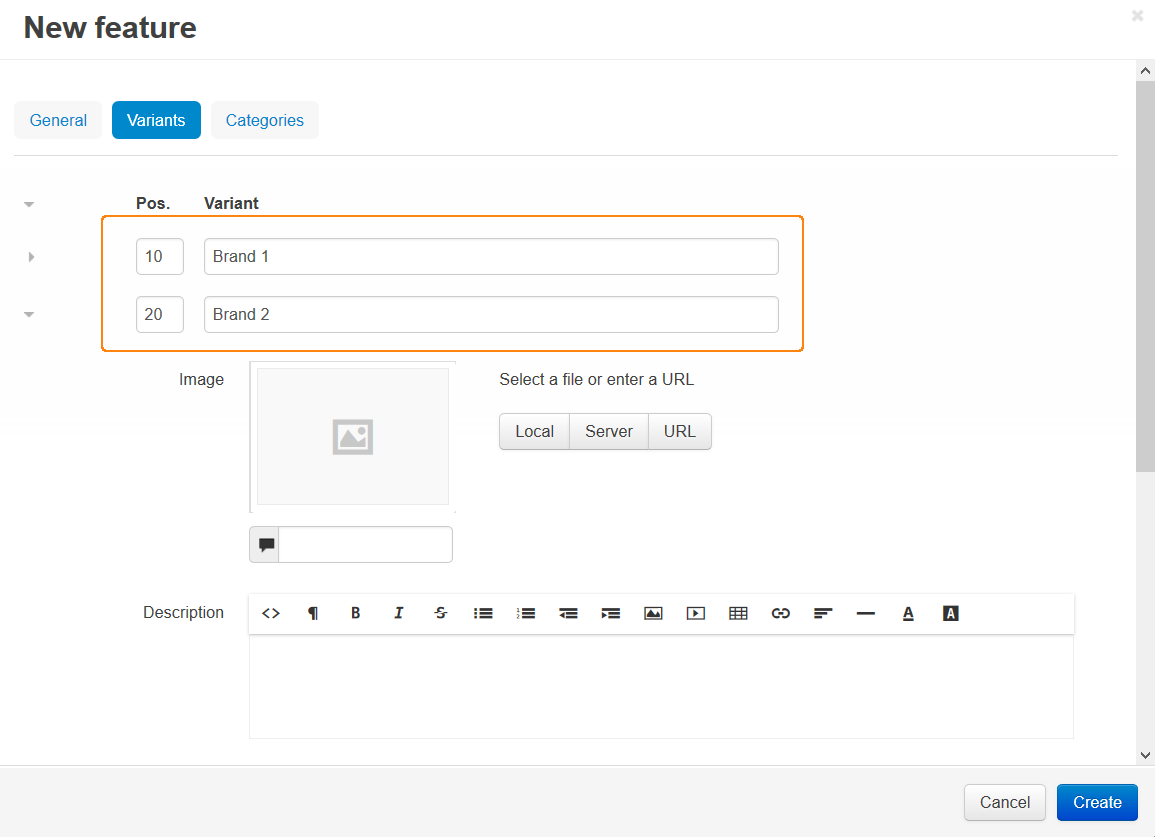 New feature
General Variants Categories
Pos. Variant
10 Brand 1
20 Brand 2
Image Select a file or enter a URL
Local Server URL
Description
Cancel Create